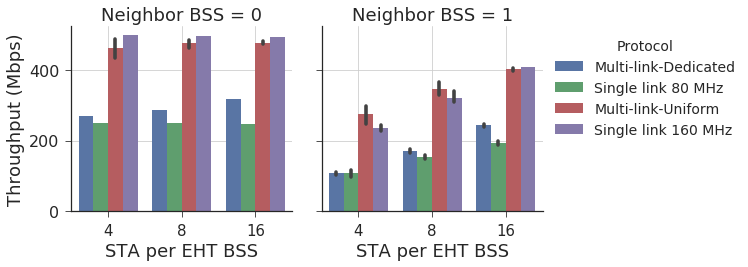 Neighbor BSS = 0
Neighbor BSS = 1
Throughput (Mbps)
400
200
0
4
8
16
STA per EHT BSS
4
8
16
STA per EHT BSS
Protocol
Multi-link-Dedicated
Single link 80 MHz
Multi-link-Uniform
Single link 160 MHz